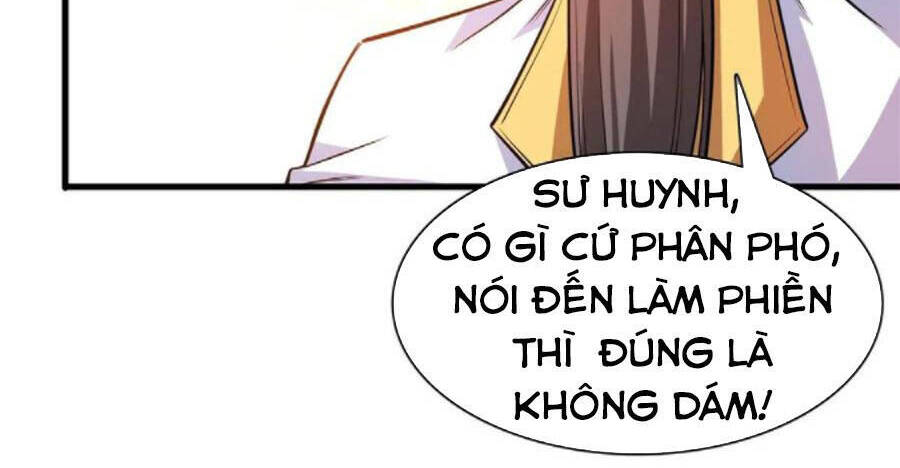 SƯ HUYNH,
CÓ GÌ CỨ PHÂN PHÓ,
NÓI ĐẾN LÀM PHIỀN
THÌ ĐÚNG LÀ
KHÔNG DÁM!